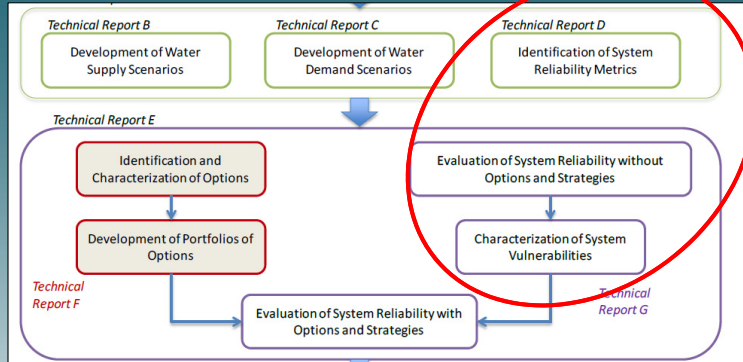 Technical Report B
Technical Report C
Technical Report D
Development of Water
Supply Scenarios
Development of Water
Demand Scenarios
Identification of System
Reliability Metrics
Technical Report E
Identification and
Characterization of Options
Evaluation of System Reliability without
Options and Strategies
Development of Portfolios of
Options
Characterization of System
Vulnerabilities
Technical
Report F
Technical
Report G
Evaluation of System Reliability with
Options and Strategies